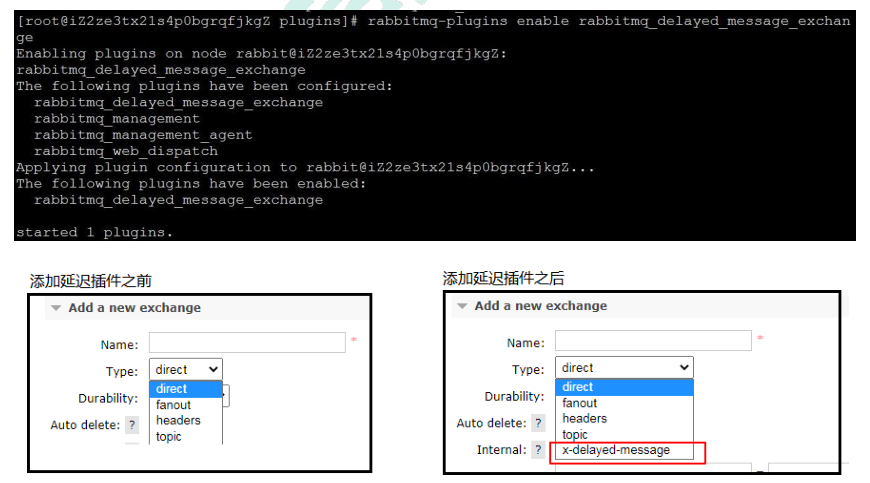 [root@iZ2ze3tx21s4p0bgrqfjkgZ plugins]# rabbitmq-plugins enable rabbitmq_delayed_message_exchan
ge
Enabling plugins on node rabbit@iZ2ze3tx21s4p0bgrqfjkgZ:
rabbitmq_delayed_message_exchange
The following plugins have been configured:
  rabbitmq_delayed_message_exchange
  rabbitmq_management
  rabbitmq_management_agent
  rabbitmq_web_dispatch
Applying plugin configuration to rabbit@iZ2ze3tx21s4p0bgrqfjkgZ...
The following plugins have been enabled:
  rabbitmq_delayed_message_exchange
started 1 plugins.
添加延迟插件之前
Add a new exchange
Name: *
Type: direct
direct
Durability:
fanout
Auto delete: ? headers
topic
添加延迟插件之后
Add a new exchange
Name: *
Type: direct
direct
Durability:
fanout
Auto delete: ? headers
topic
Internal: ? x-delayed-message